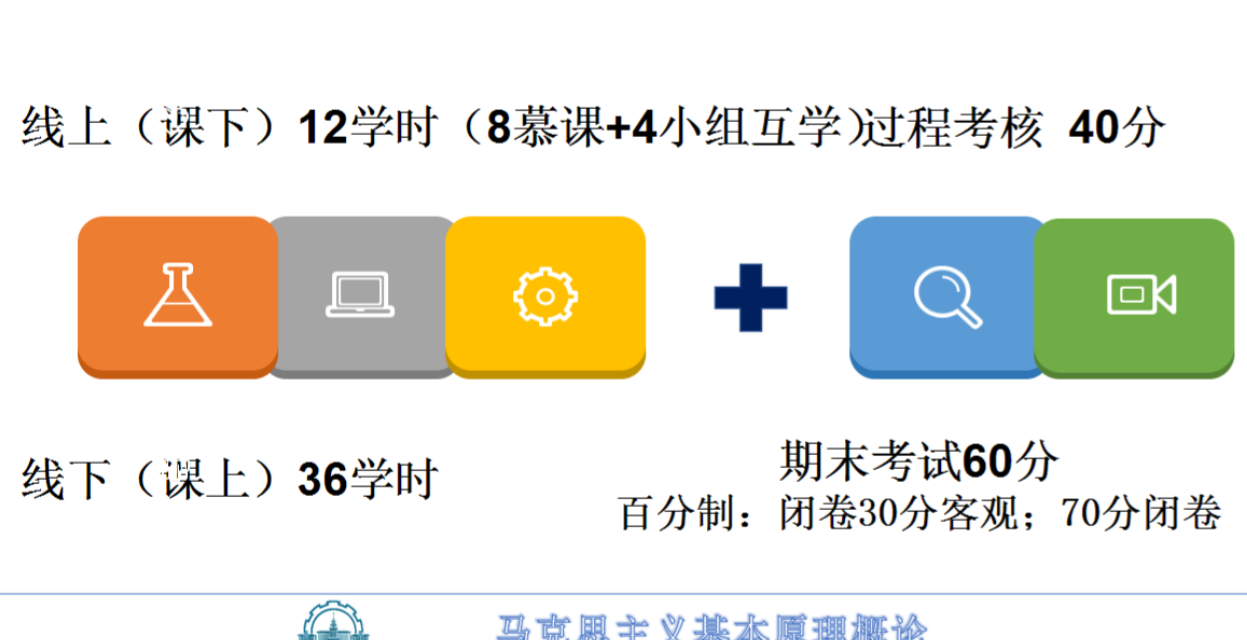 线上（课下）12学时（8慕课+4小组互学）过程考核 40分
线下（课上）36学时
期末考试60分
百分制：闭卷30分客观；70分闭卷
马克思主义基本原理概论